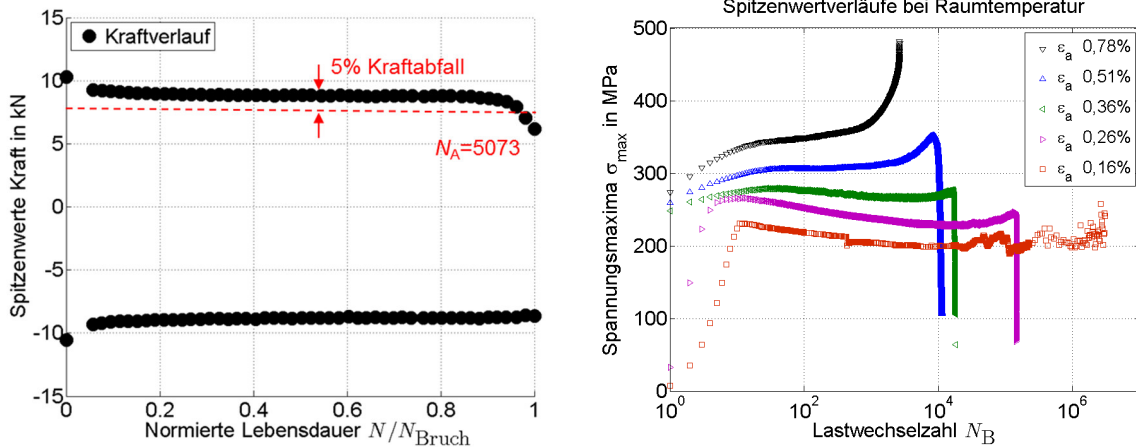 Spitzenwerte Kraft in kN
15
10
5
0
-5
-10
-15
Kraftverlauf
5% Kraftabfall
N_A=5073
0
0.2
0.4
0.6
0.8
1
Normierte Lebensdauer N/N_Bruch
Spitzenwertverläufe bei Raumtemperatur
Spannungsmaxima σ_max in MPa
500
400
300
200
100
0
ε_a 0,78%
ε_a 0,51%
ε_a 0,36%
ε_a 0,26%
ε_a 0,16%
10^0
10^2
10^4
10^6
Lastwechselzahl N_B